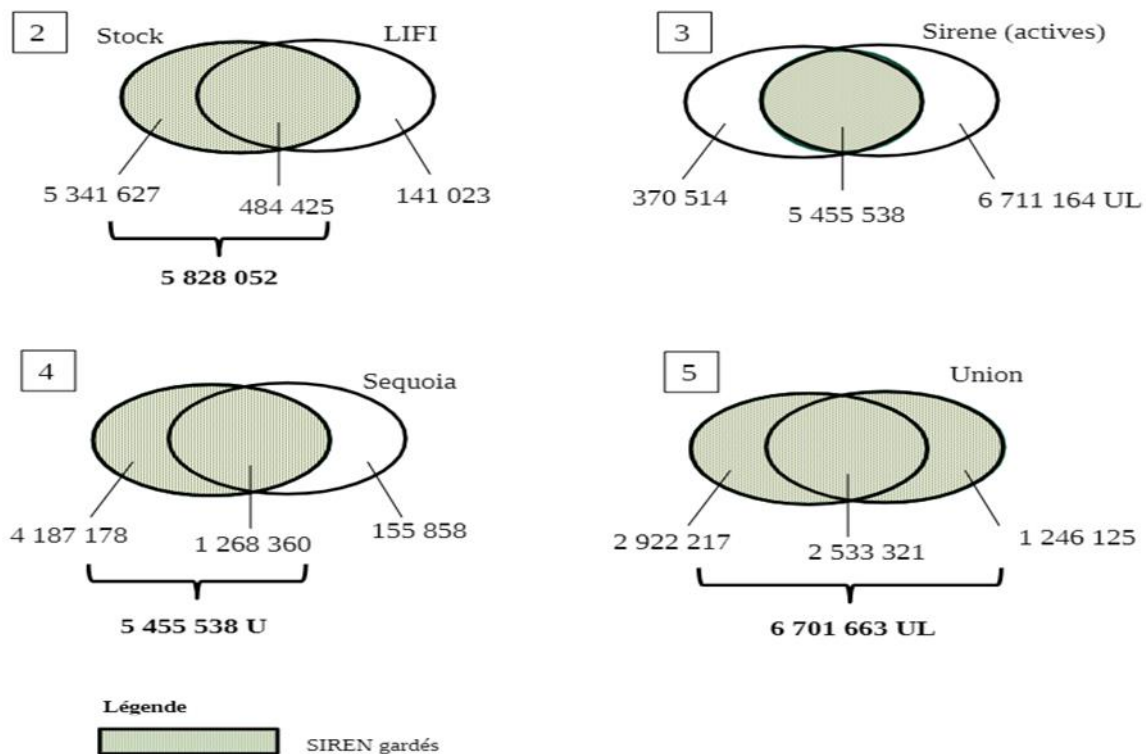 2
Stock
LIFI
5 341 627
484 425
141 023
5 828 052
3
Sirene (actives)
370 514
5 455 538
6 711 164 UL
4
Sequoia
4 187 178
1 268 360
155 858
5 455 538 U
5
Union
2 922 217
2 533 321
1 246 125
6 701 663 UL
Légende
SIREN gardés